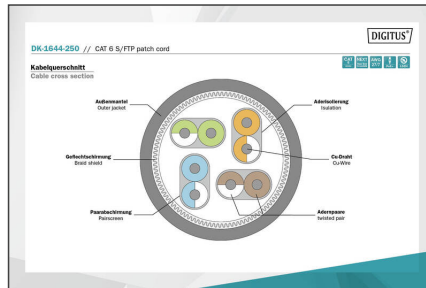 DIGITUS®
DK-1644-250 // CAT 6 S/FTP patch cord
Kabelquerschnitt
Cable cross section
Außenmantel
Outer jacket
Aderisolierung
Insulation
Geflechtschirmung
Braid shield
Cu-Draht
Cu-Wire
Paarabschirmung
Pairscreen
Adernpaare
twisted pair